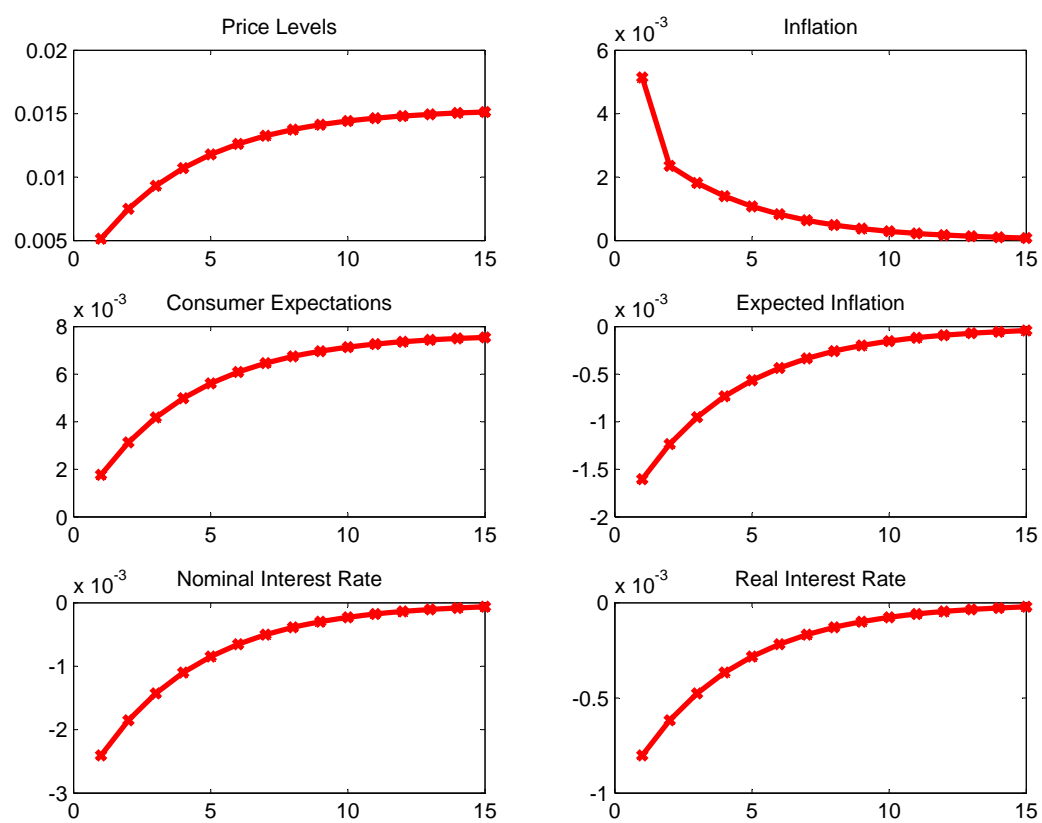 Price Levels
0.02
0.015
0.01
0.005
0 5 10 15
Inflation
x 10-3
6
4
2
0
0 5 10 15
Consumer Expectations
x 10-3
8
6
4
2
0
0 5 10 15
Expected Inflation
x 10-3
0
-0.5
-1
-1.5
-2
0 5 10 15
Nominal Interest Rate
x 10-3
0
-1
-2
-3
0 5 10 15
Real Interest Rate
x 10-3
0
-0.5
-1
0 5 10 15